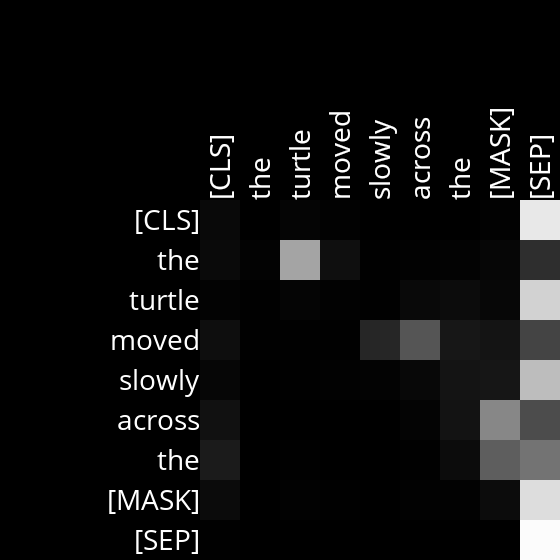 [CLS] the turtle moved slowly across the [MASK] [SEP]
[CLS]
the
turtle
moved
slowly
across
the
[MASK]
[SEP]